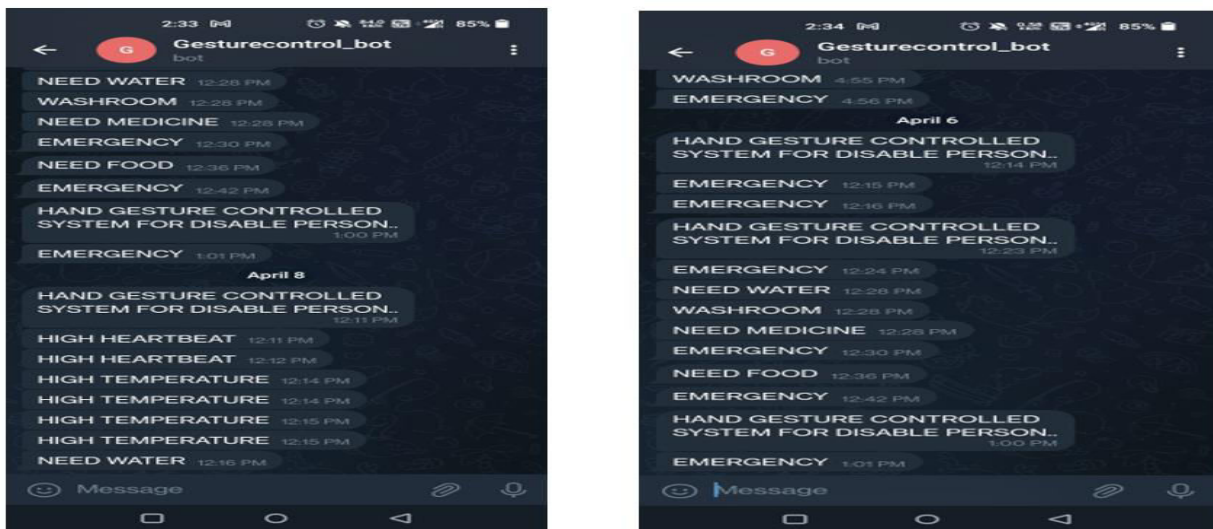 2:33
85%
Gesturecontrol_bot
G
bot
NEED WATER 12:28 PM
WASHROOM 12:28 PM
NEED MEDICINE 12:28 PM
EMERGENCY 12:30 PM
NEED FOOD 12:36 PM
EMERGENCY 12:42 PM
HAND GESTURE CONTROLLED
SYSTEM FOR DISABLE PERSON..
1:00 PM
EMERGENCY 1:01 PM
April 8
HAND GESTURE CONTROLLED
SYSTEM FOR DISABLE PERSON..
12:11 PM
HIGH HEARTBEAT 12:11 PM
HIGH HEARTBEAT 12:12 PM
HIGH TEMPERATURE 12:14 PM
HIGH TEMPERATURE 12:14 PM
HIGH TEMPERATURE 12:15 PM
HIGH TEMPERATURE 12:15 PM
NEED WATER 12:16 PM
Message
2:34
85%
Gesturecontrol_bot
G
bot
WASHROOM 4:55 PM
EMERGENCY 4:56 PM
April 6
HAND GESTURE CONTROLLED
SYSTEM FOR DISABLE PERSON..
12:14 PM
EMERGENCY 12:15 PM
EMERGENCY 12:16 PM
HAND GESTURE CONTROLLED
SYSTEM FOR DISABLE PERSON..
12:23 PM
EMERGENCY 12:24 PM
NEED WATER 12:28 PM
WASHROOM 12:28 PM
NEED MEDICINE 12:28 PM
EMERGENCY 12:30 PM
NEED FOOD 12:36 PM
EMERGENCY 12:42 PM
HAND GESTURE CONTROLLED
SYSTEM FOR DISABLE PERSON..
1:00 PM
EMERGENCY 1:01 PM
Message